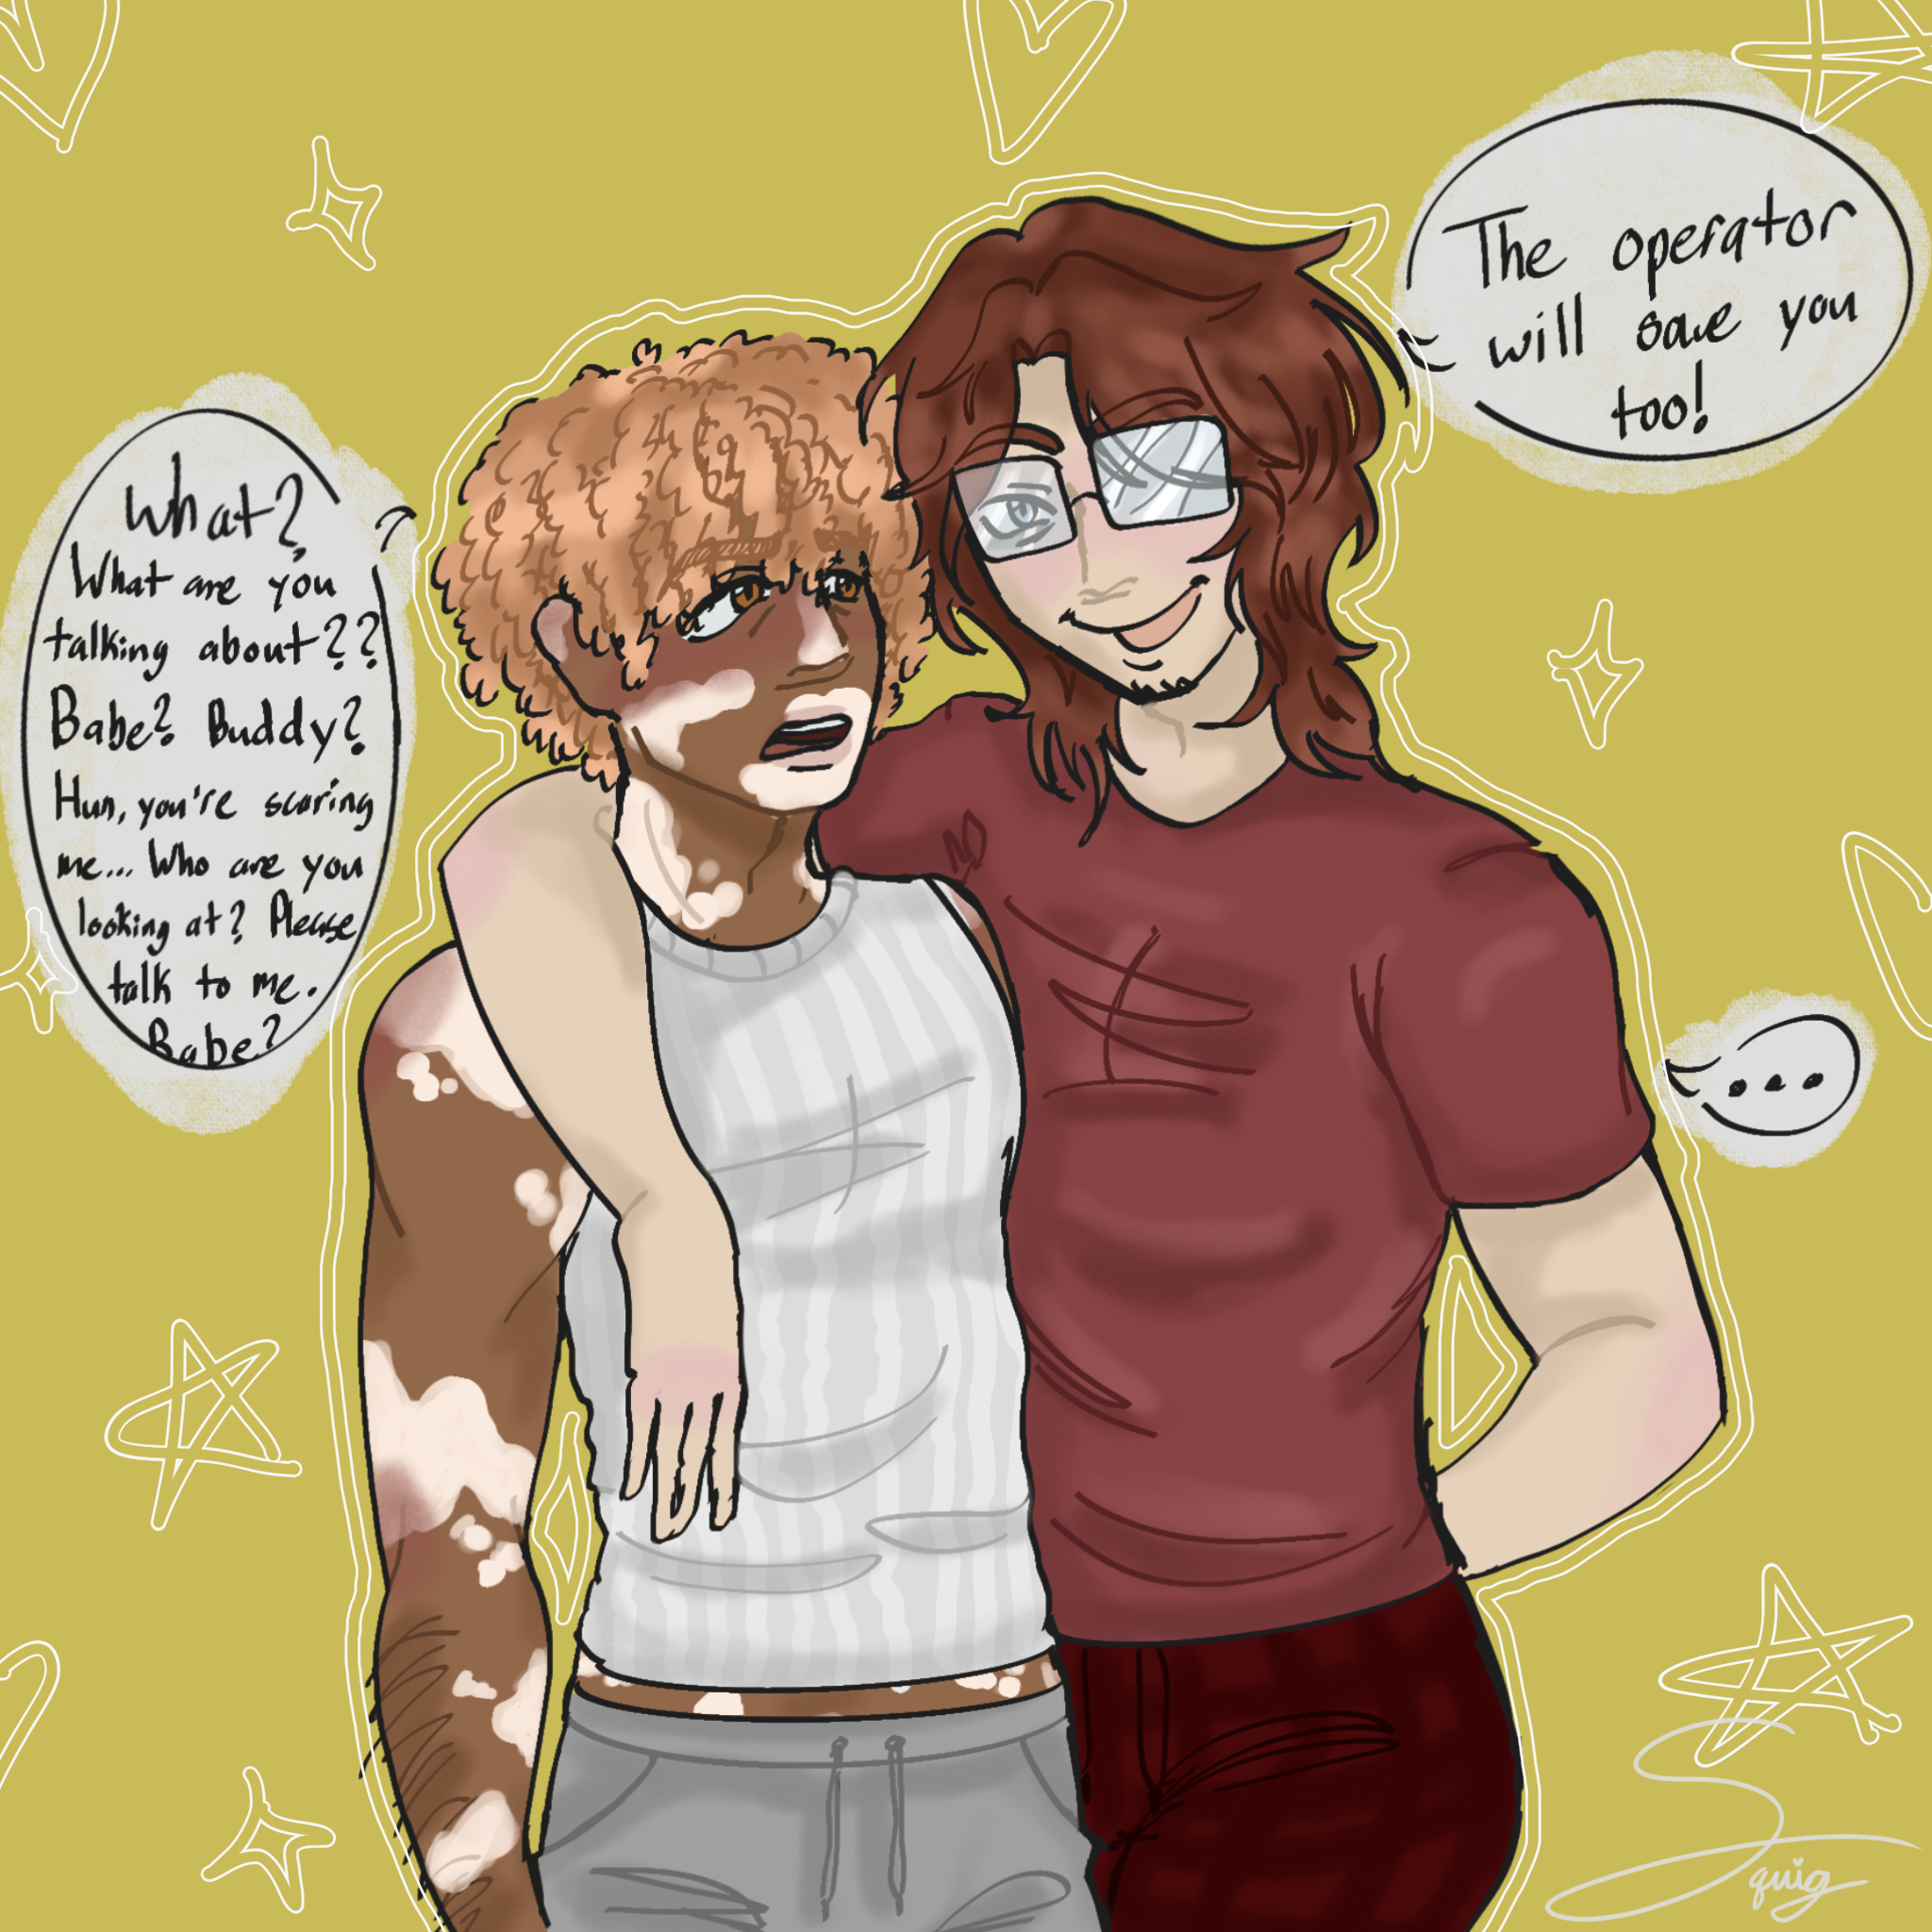 The operator
will save you
too!
What?
What are you
talking about??
Babe? Buddy?
Hun, you're scaring
me... Who are you
looking at? Please
talk to me.
Babe?
...
Squig